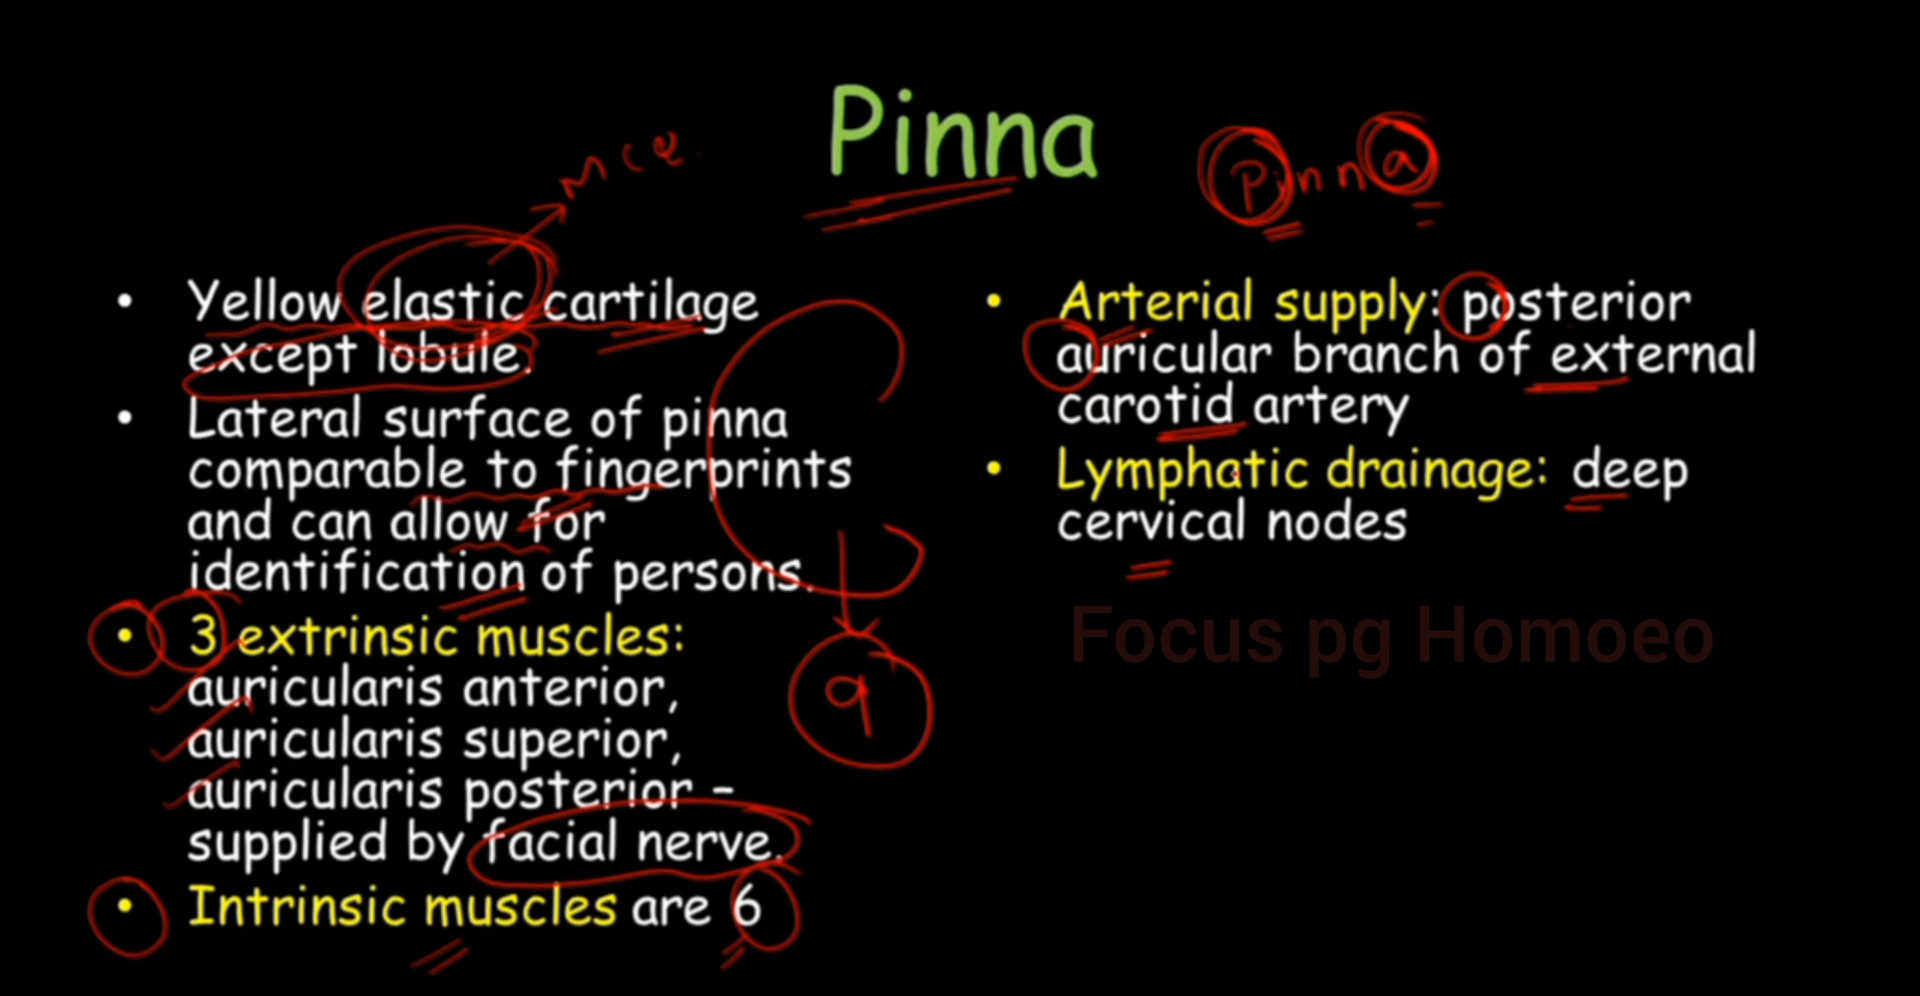 Pinna
Pinna
• Yellow elastic cartilage
except lobule.
• Lateral surface of pinna
comparable to fingerprints
and can allow for
identification of persons.
• 3 extrinsic muscles:
auricularis anterior,
auricularis superior,
auricularis posterior –
supplied by facial nerve.
• Intrinsic muscles are 6
9
• Arterial supply: posterior
auricular branch of external
carotid artery
• Lymphatic drainage: deep
cervical nodes
Focus pg Homoeo